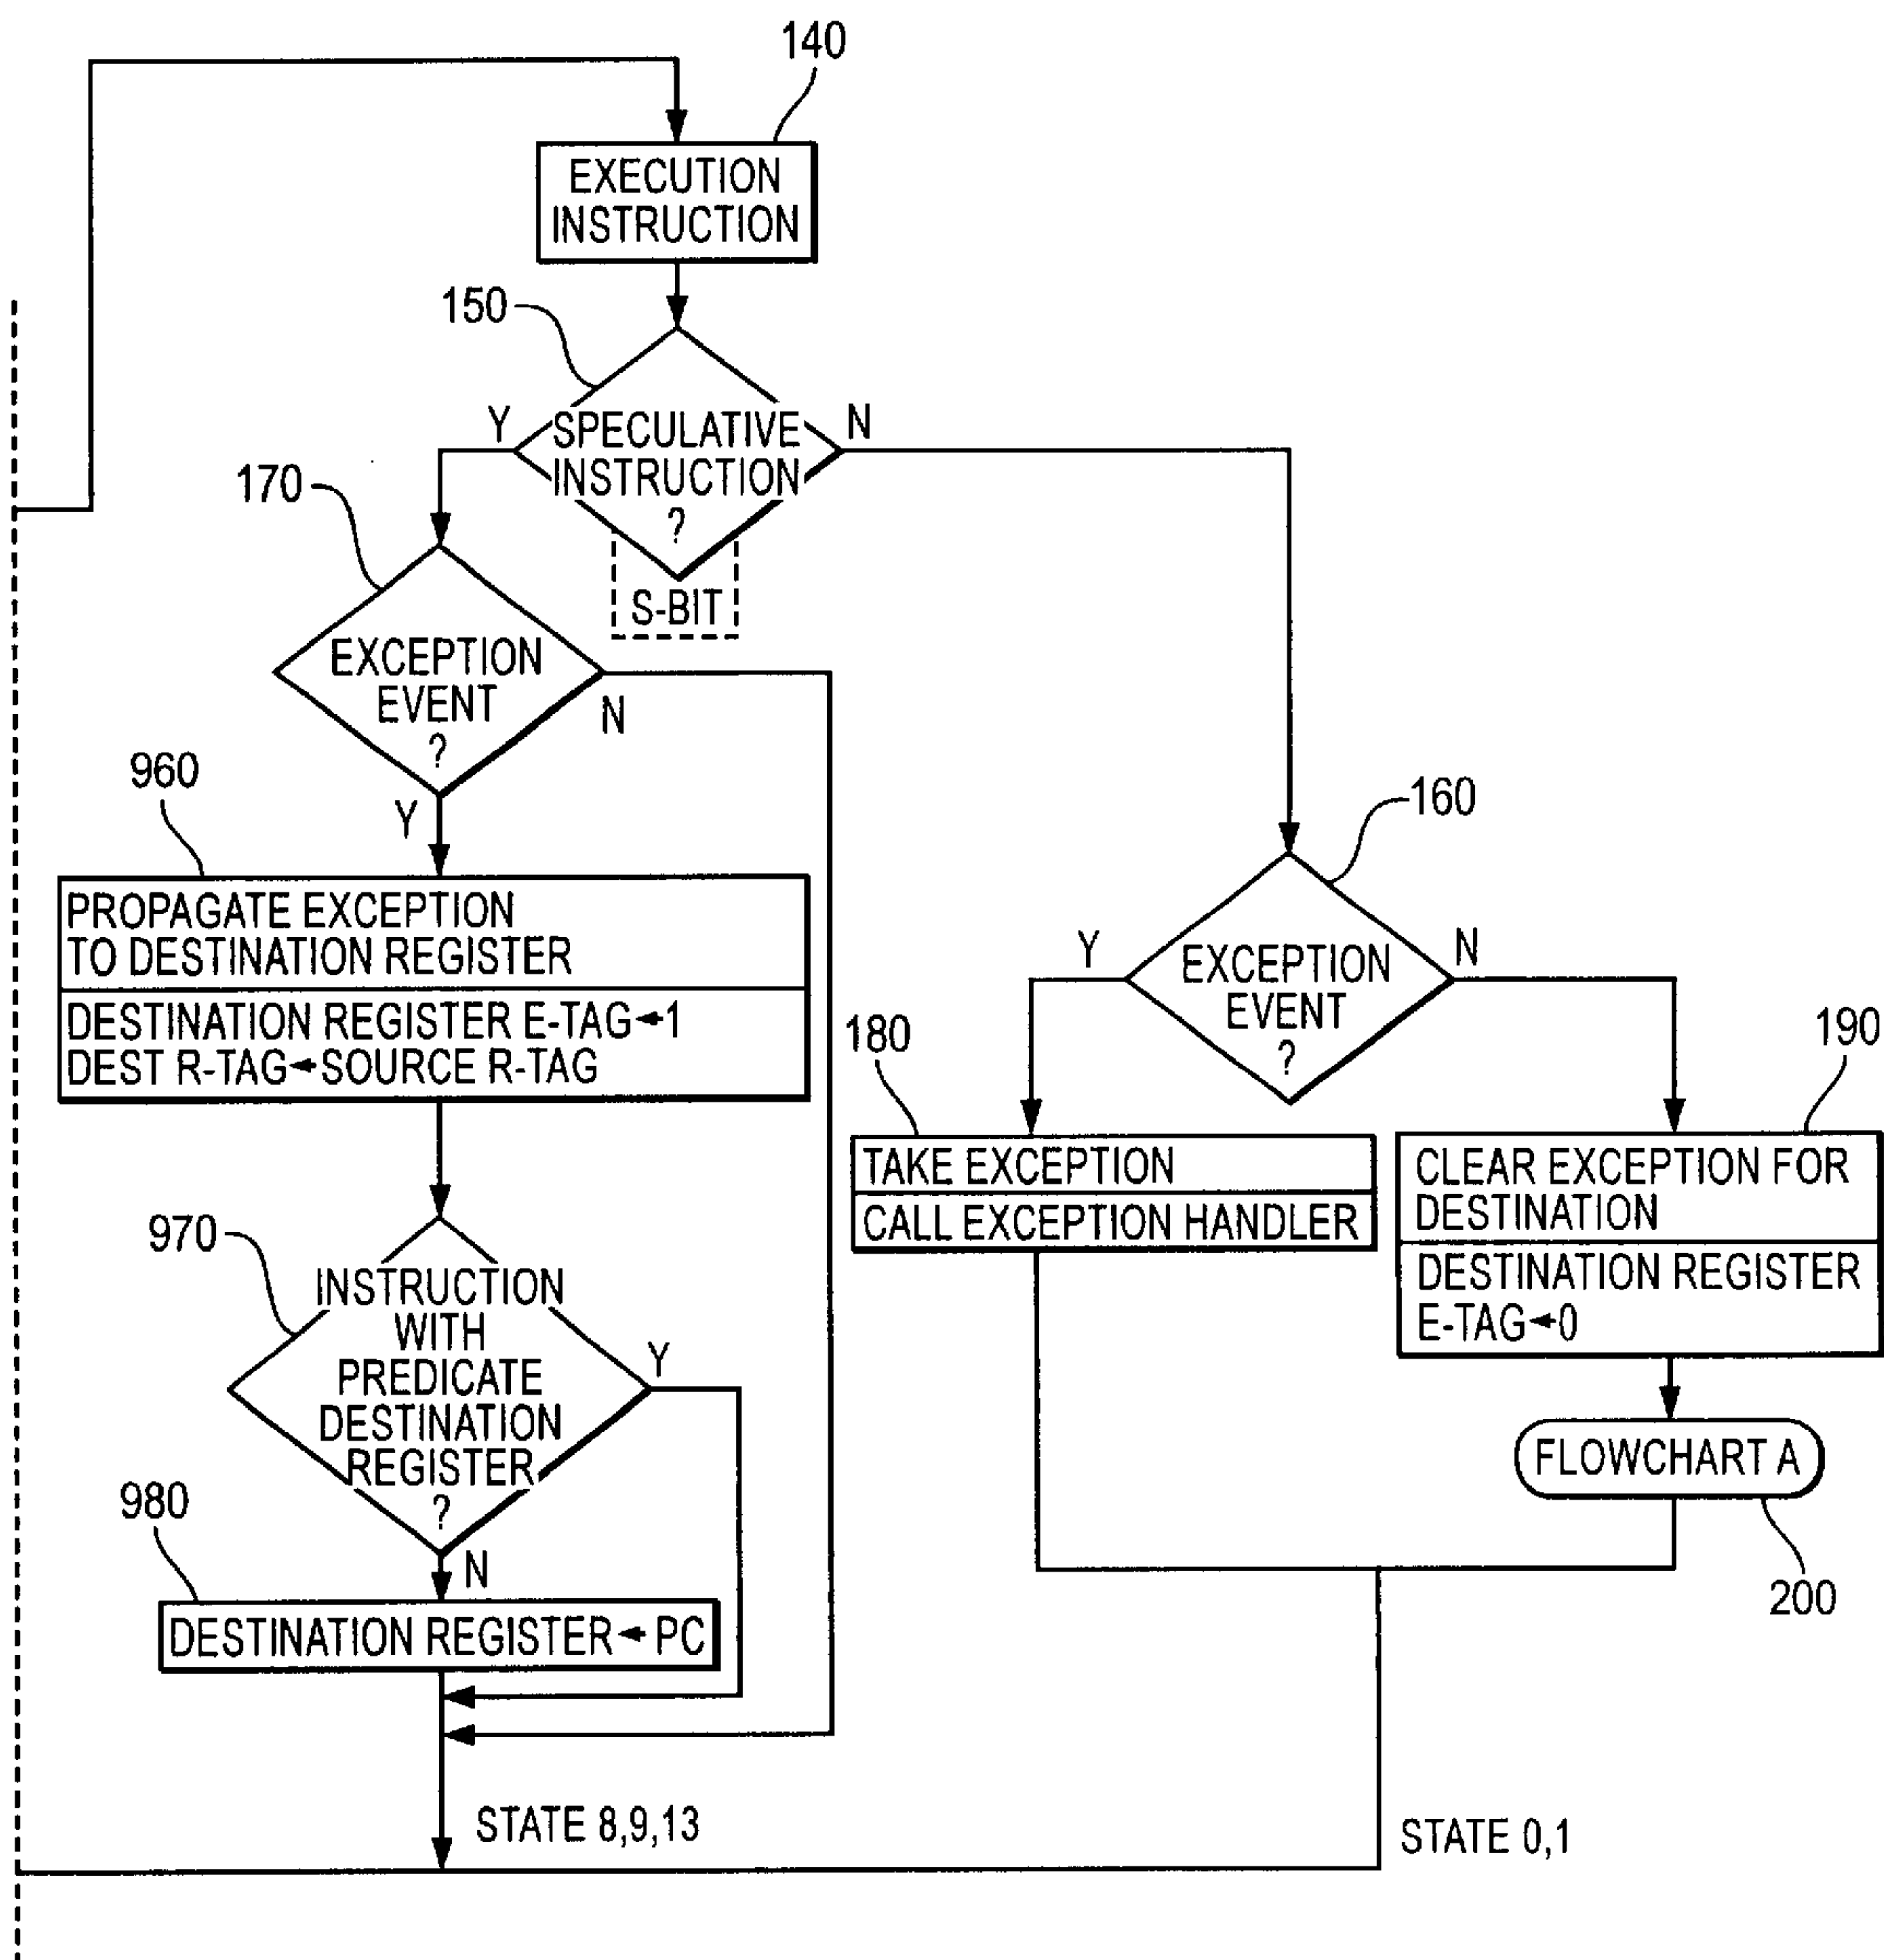 140
EXECUTION
INSTRUCTION
150
Y
SPECULATIVE
INSTRUCTION
?
N
S-BIT
170
EXCEPTION
EVENT
?
N
Y
960
PROPAGATE EXCEPTION
TO DESTINATION REGISTER
DESTINATION REGISTER E-TAG←1
DEST R-TAG←SOURCE R-TAG
970
INSTRUCTION
WITH
PREDICATE
DESTINATION
REGISTER
?
Y
N
980
DESTINATION REGISTER← PC
STATE 8,9,13
160
Y
EXCEPTION
EVENT
?
N
180
TAKE EXCEPTION
CALL EXCEPTION HANDLER
190
CLEAR EXCEPTION FOR
DESTINATION
DESTINATION REGISTER
E-TAG←0
FLOWCHART A
200
STATE 0,1